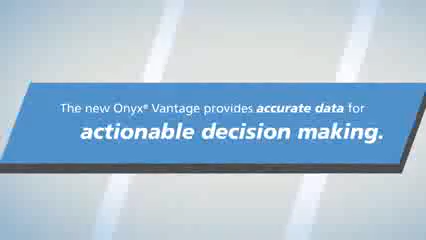 The new Onyx® Vantage provides accurate data for
actionable decision making.